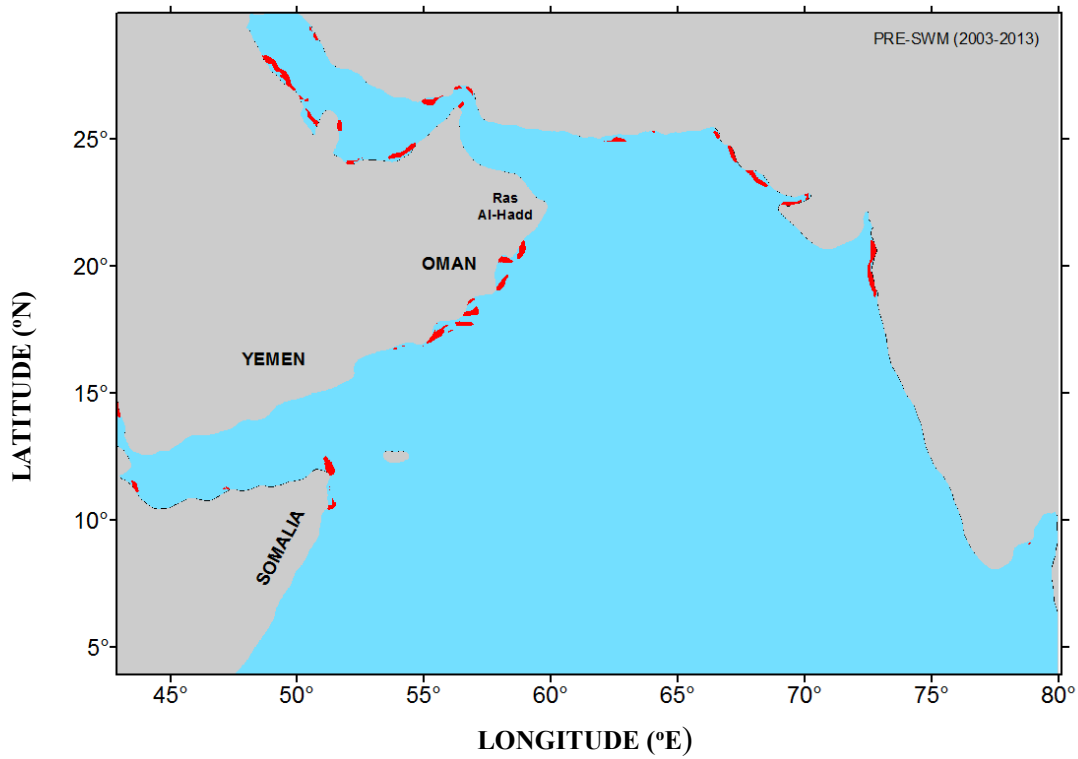 PRE-SWM (2003-2013)
25°
Ras
Al-Hadd
OMAN
20°
YEMEN
15°
10°
SOMALIA
5°
45°
50°
55°
60°
65°
70°
75°
80°
LATITUDE (ºN)
LONGITUDE (ºE)